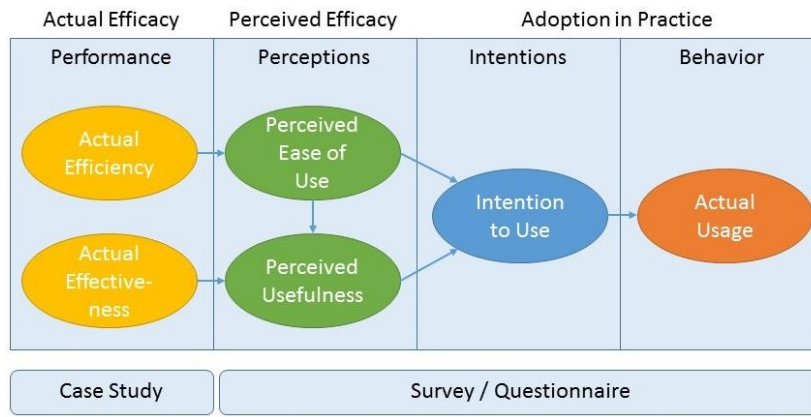 Actual Efficacy
Perceived Efficacy
Adoption in Practice
Performance
Perceptions
Intentions
Behavior
Actual
Efficiency
Perceived
Ease of
Use
Intention
to Use
Actual
Usage
Actual
Effective-
ness
Perceived
Usefulness
Case Study
Survey / Questionnaire